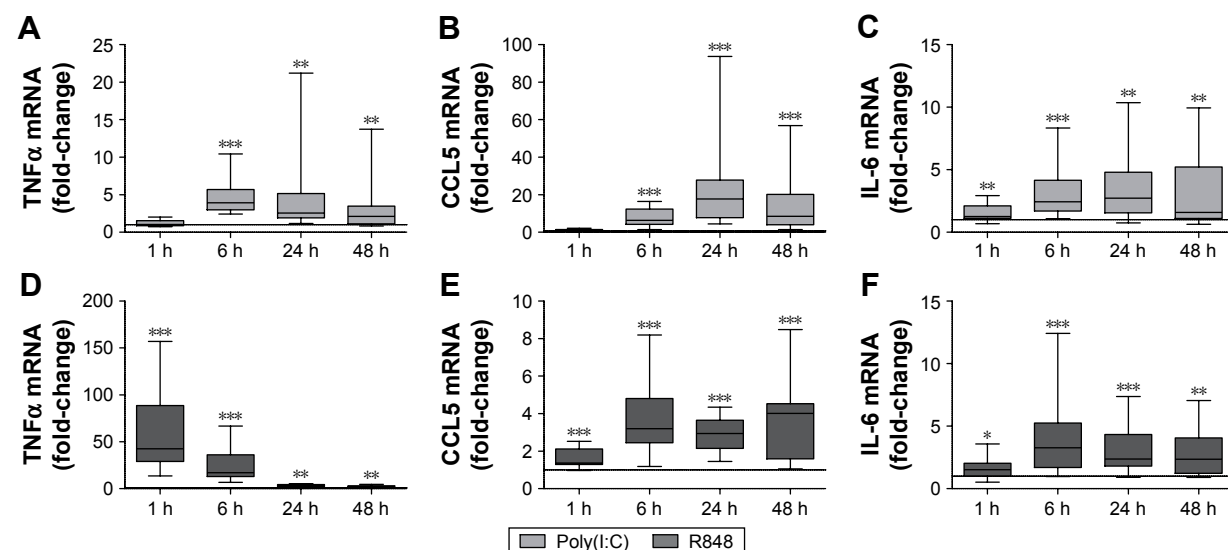 A
TNFα mRNA
(fold-change)
25
20
15
10
5
0
**
***
**
1 h 6 h 24 h 48 h
B
CCL5 mRNA
(fold-change)
100
80
60
40
20
0
***
***
***
1 h 6 h 24 h 48 h
C
IL-6 mRNA
(fold-change)
15
10
5
0
**
***
**
**
1 h 6 h 24 h 48 h
D
TNFα mRNA
(fold-change)
200
150
100
50
0
***
***
**
**
1 h 6 h 24 h 48 h
E
CCL5 mRNA
(fold-change)
10
8
6
4
2
0
***
***
***
***
1 h 6 h 24 h 48 h
F
IL-6 mRNA
(fold-change)
15
10
5
0
*
***
***
**
1 h 6 h 24 h 48 h
Poly(I:C) R848